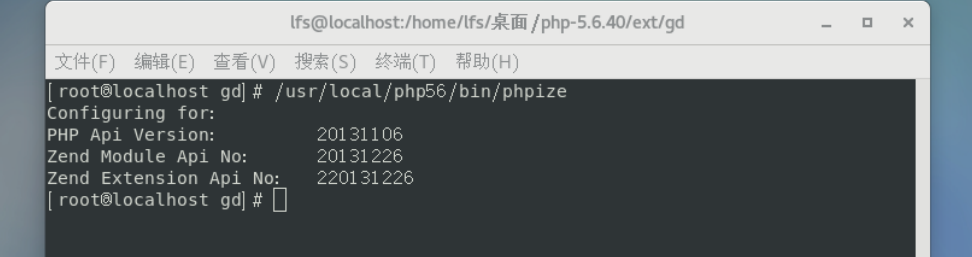 lfs@localhost:/home/lfs/桌面/php-5.6.40/ext/gd
文件(F) 编辑(E) 查看(V) 搜索(S) 终端(T) 帮助(H)
[root@localhost gd]# /usr/local/php56/bin/phpize
Configuring for:
PHP Api Version:         20131106
Zend Module Api No:      20131226
Zend Extension Api No:   220131226
[root@localhost gd]#